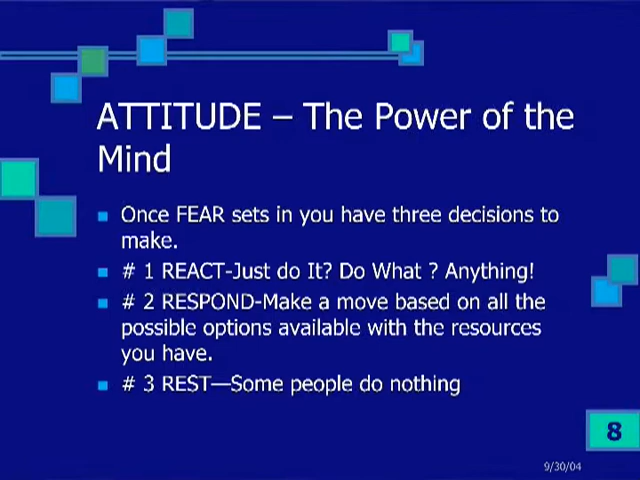 ATTITUDE – The Power of the
Mind
Once FEAR sets in you have three decisions to
make.
# 1 REACT-Just do It? Do What ? Anything!
# 2 RESPOND-Make a move based on all the
possible options available with the resources
you have.
# 3 REST—Some people do nothing
8
9/30/04